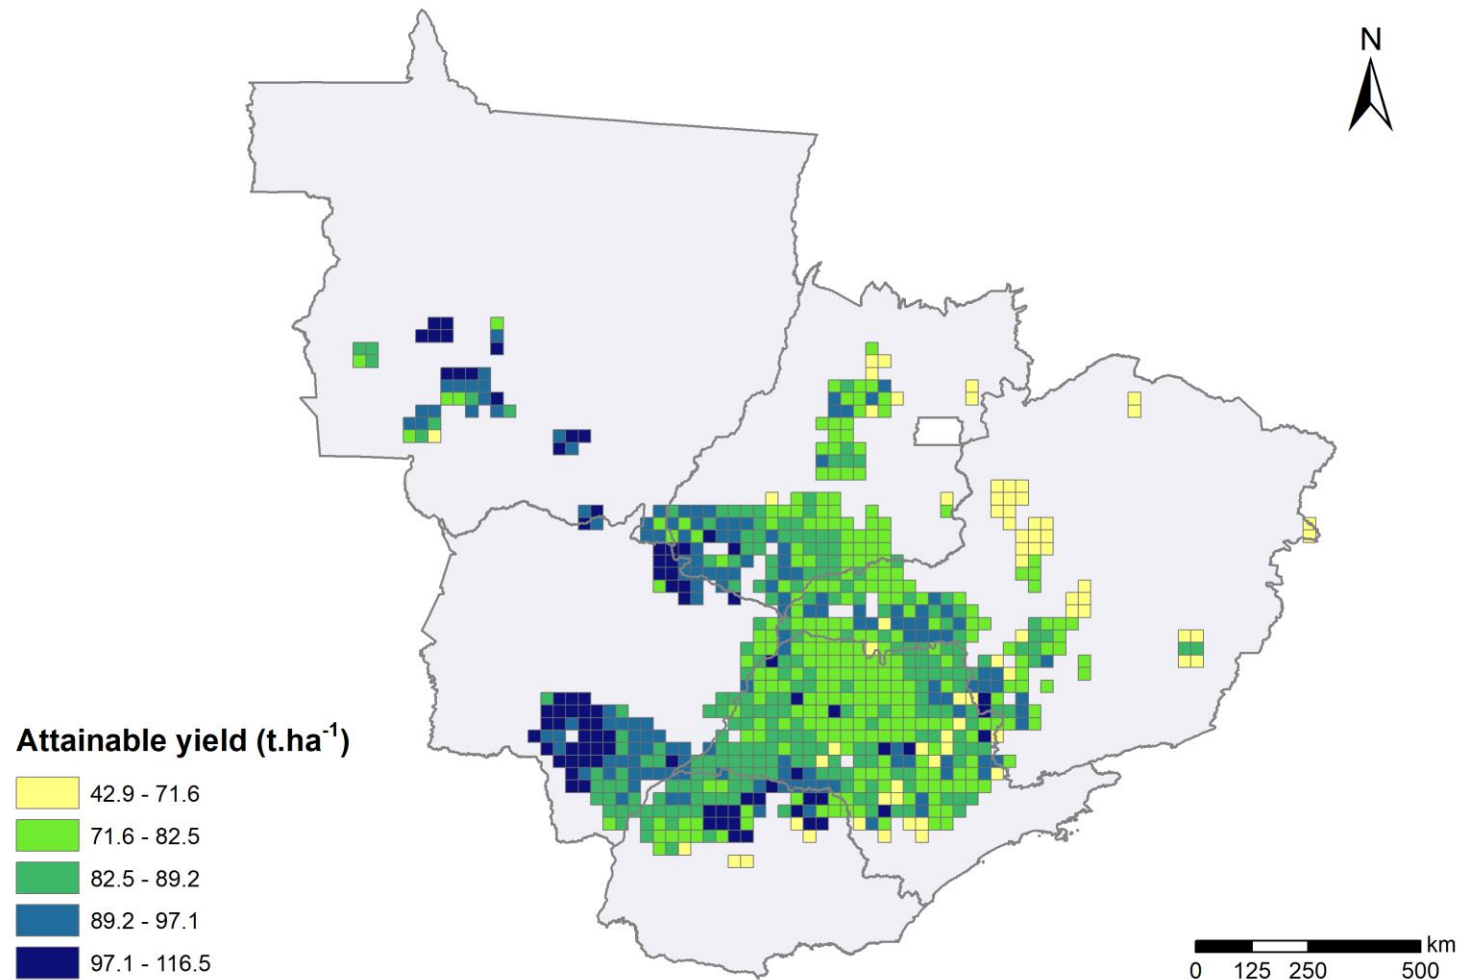 N
Attainable yield (t.ha⁻¹)
42.9 - 71.6
71.6 - 82.5
82.5 - 89.2
89.2 - 97.1
97.1 - 116.5
km
0 125 250 500